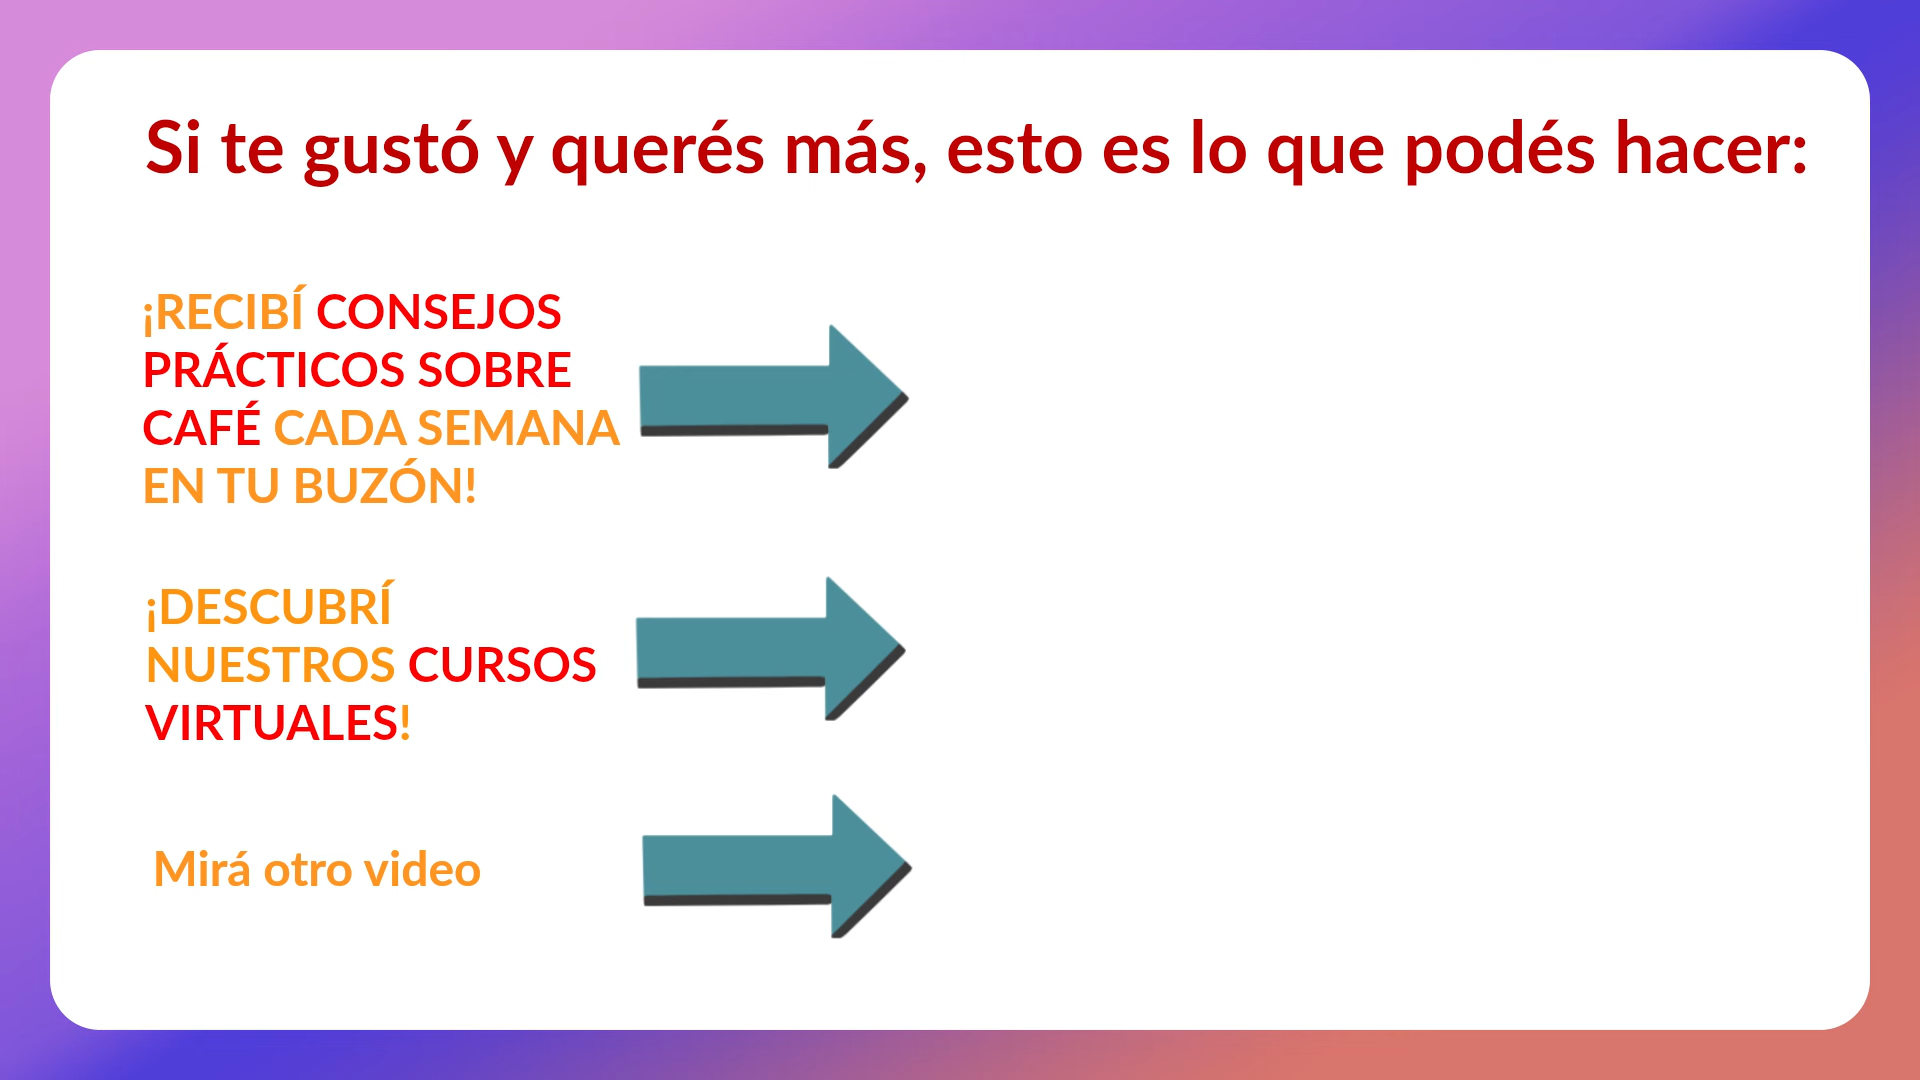 Si te gustó y querés más, esto es lo que podés hacer:
¡RECIBÍ CONSEJOS
PRÁCTICOS SOBRE
CAFÉ CADA SEMANA
EN TU BUZÓN!
¡DESCUBRÍ
NUESTROS CURSOS
VIRTUALES!
Mirá otro video